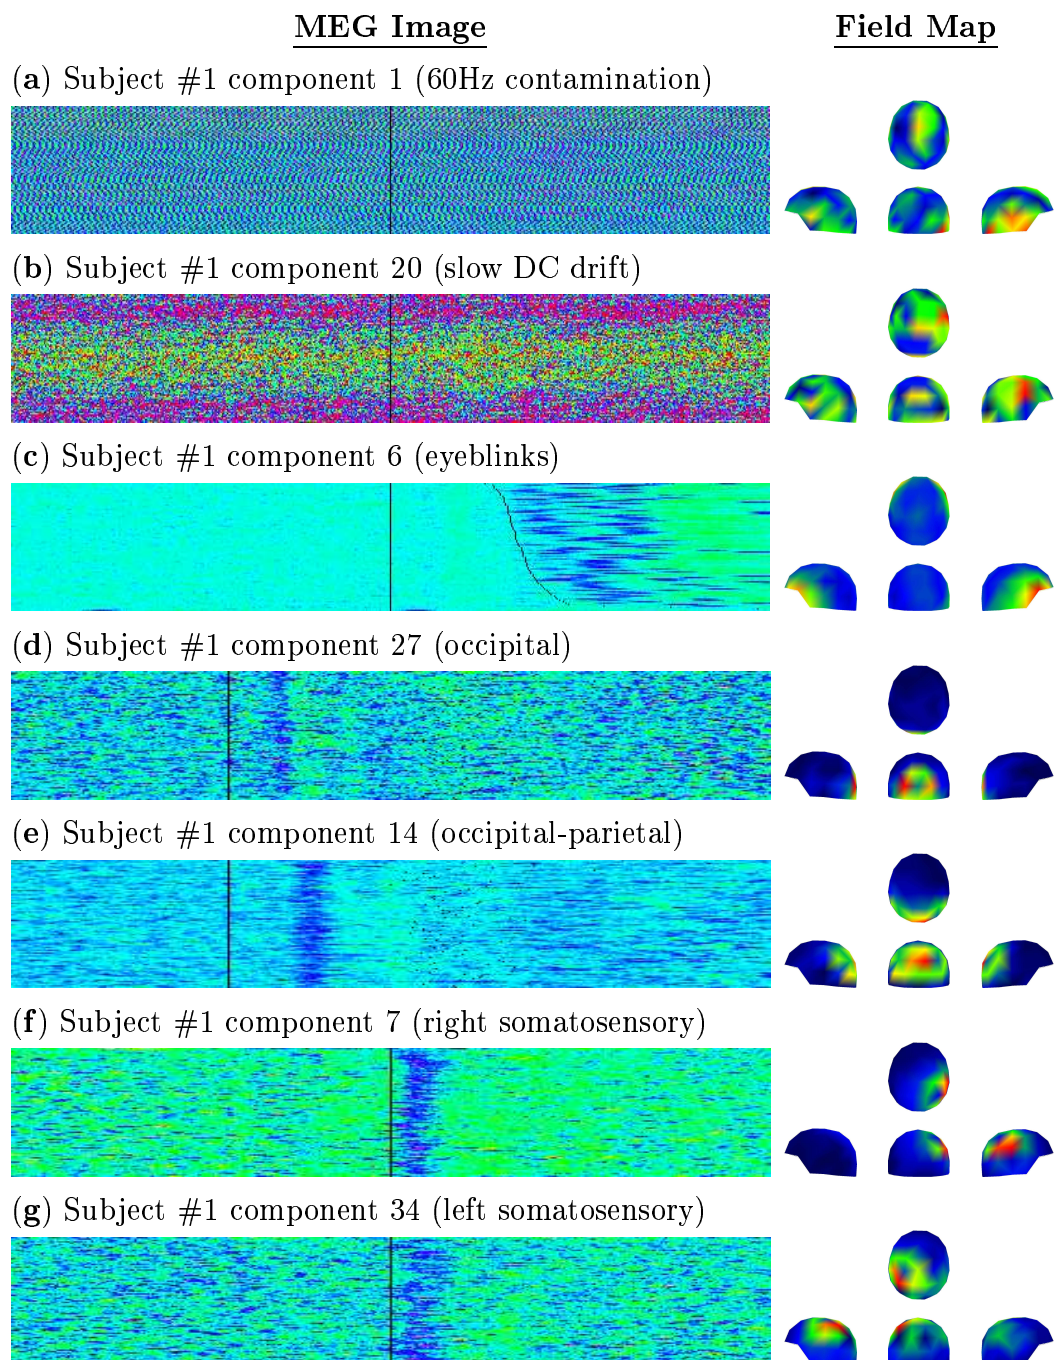 MEG Image
Field Map
(a) Subject #1 component 1 (60Hz contamination)
(b) Subject #1 component 20 (slow DC drift)
(c) Subject #1 component 6 (eyeblinks)
(d) Subject #1 component 27 (occipital)
(e) Subject #1 component 14 (occipital-parietal)
(f) Subject #1 component 7 (right somatosensory)
(g) Subject #1 component 34 (left somatosensory)